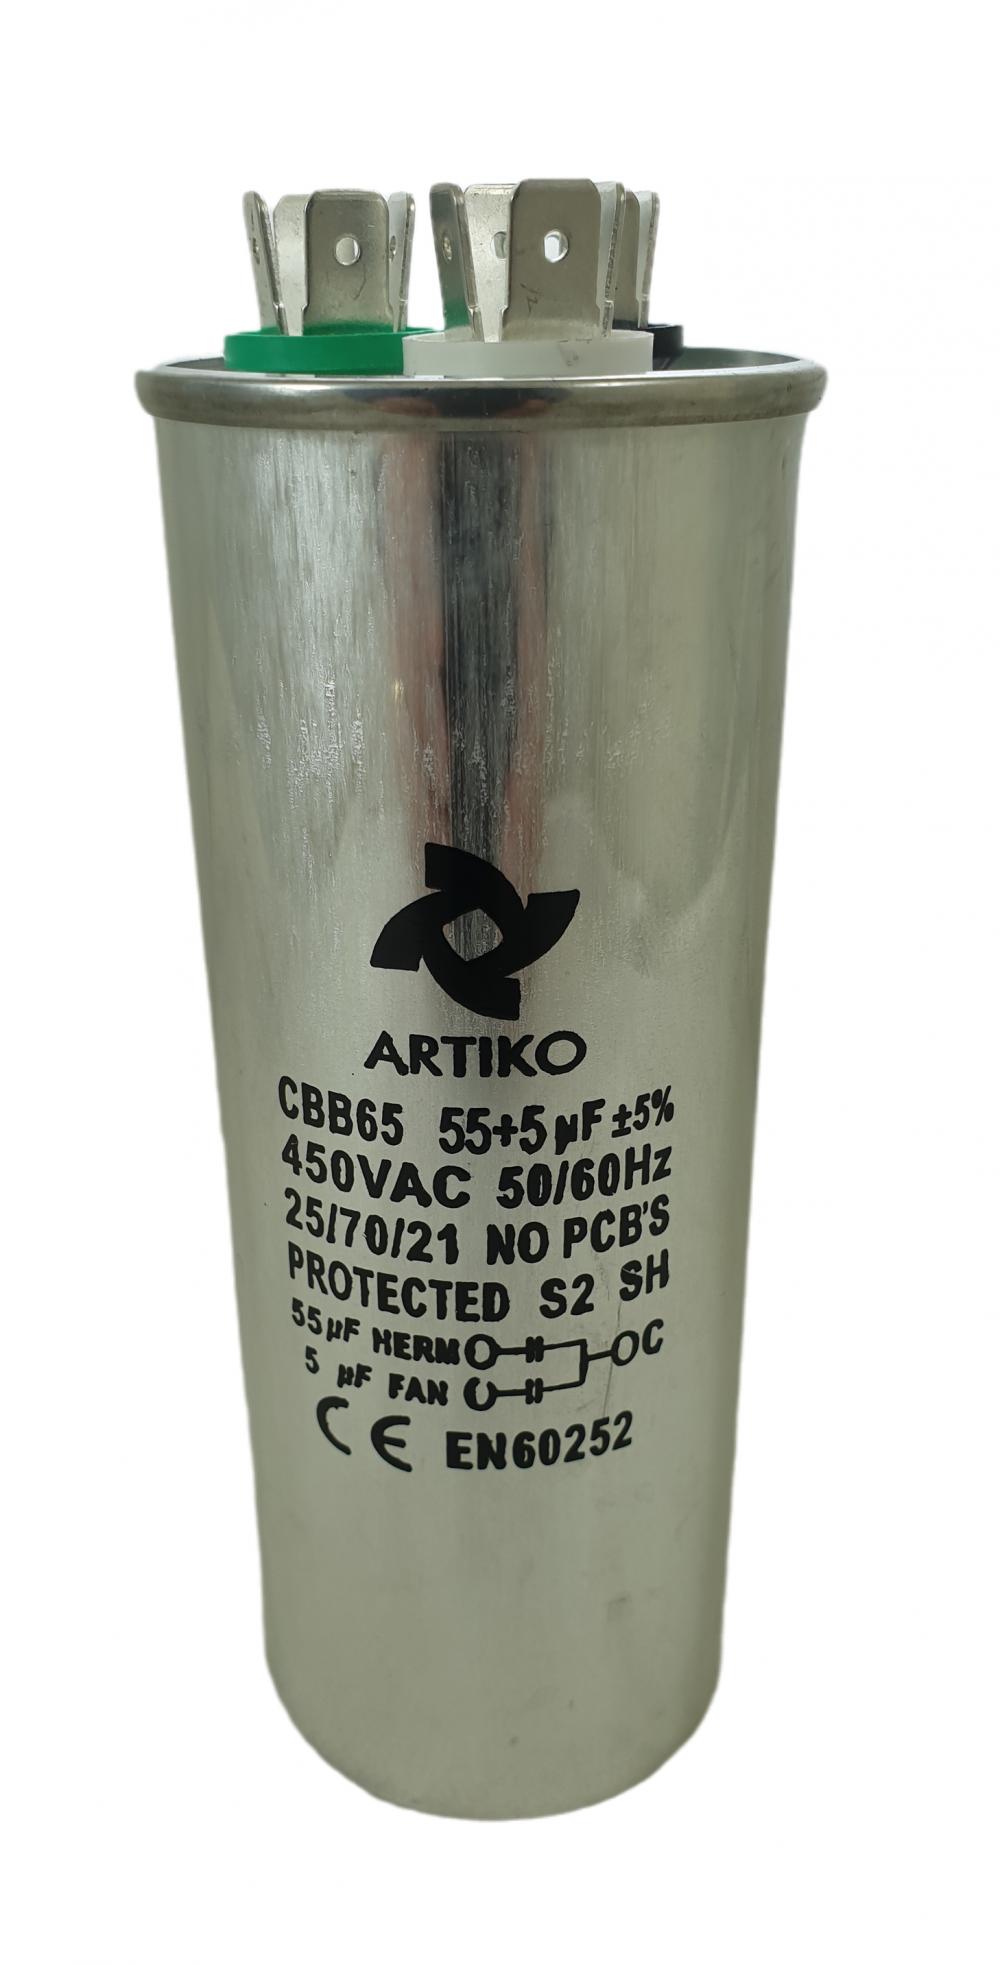 ARTIKO
CBB65 55+5 µF ±5%
450VAC 50/60Hz
25/70/21 NO PCB'S
PROTECTED S2 SH
55µF HERM C
5 µF FAN
CE EN60252